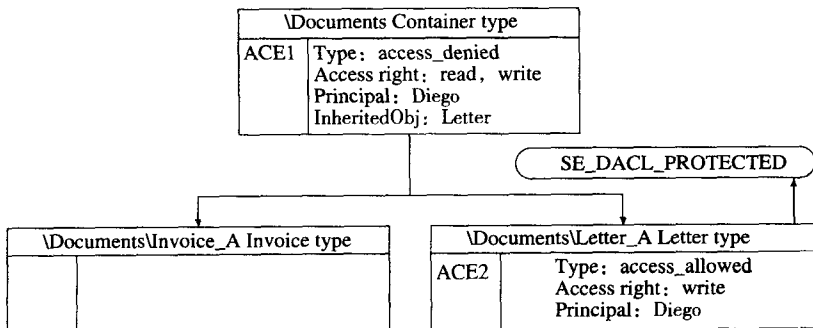 \Documents Container type
ACE1
Type: access_denied
Access right: read, write
Principal: Diego
InheritedObj: Letter
SE_DACL_PROTECTED
\Documents\Invoice_A Invoice type
\Documents\Letter_A Letter type
ACE2
Type: access_allowed
Access right: write
Principal: Diego